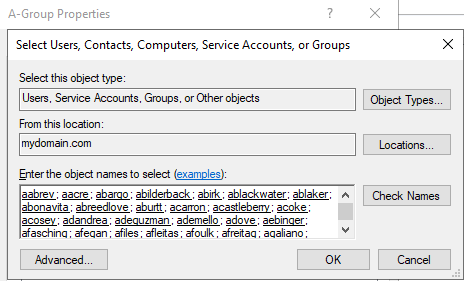 A-Group Properties
Select Users, Contacts, Computers, Service Accounts, or Groups
Select this object type:
Users, Service Accounts, Groups, or Other objects
Object Types...
From this location:
mydomain.com
Locations...
Enter the object names to select (examples):
aabrev; aacre; abargo; abilderback; abirk; ablackwater; ablaker;
abonavita; abreedlove; aburtt; acarron; acastleberry; acoke;
acosey; adandrea; adeguzman; ademello; adove; aebinger;
afasching; afegan; afiles; afleitas; afoulk; afreitag; agaliano;
Check Names
Advanced...
OK
Cancel